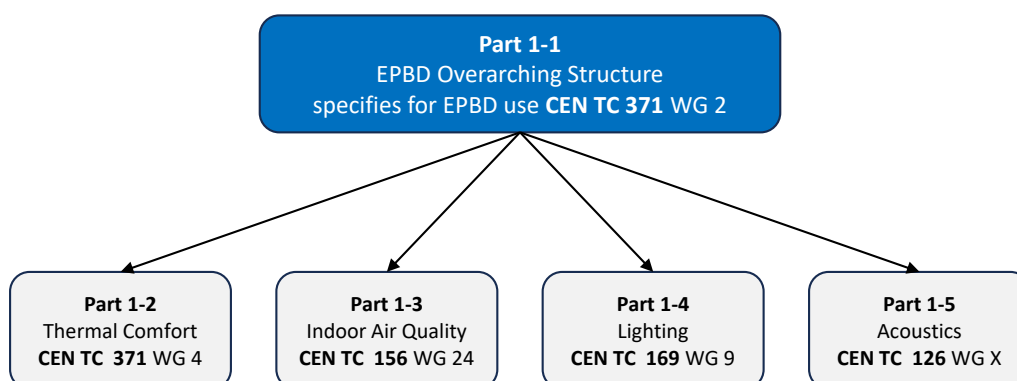 Part 1-1
EPBD Overarching Structure
specifies for EPBD use CEN TC 371 WG 2
Part 1-2
Thermal Comfort
CEN TC 371 WG 4
Part 1-3
Indoor Air Quality
CEN TC 156 WG 24
Part 1-4
Lighting
CEN TC 169 WG 9
Part 1-5
Acoustics
CEN TC 126 WG X